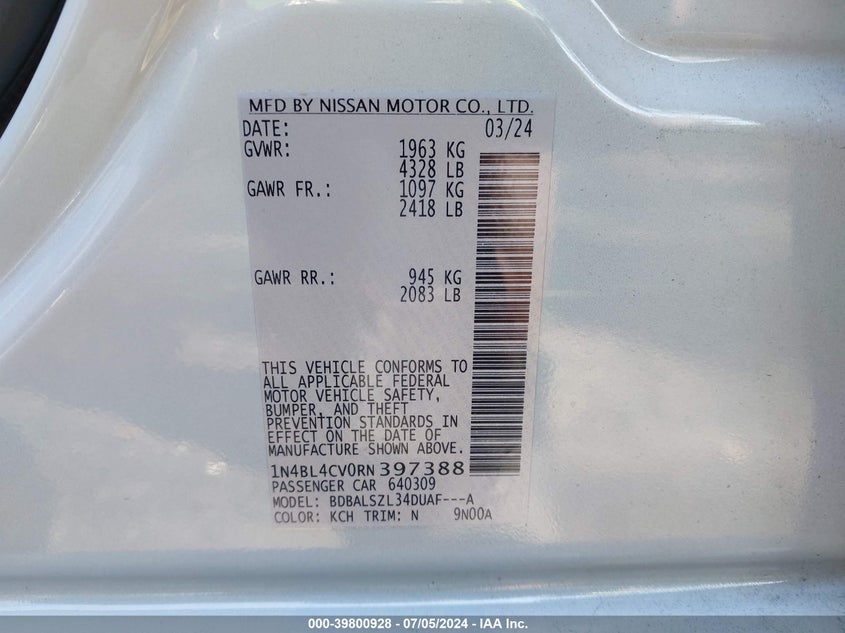 MFD BY NISSAN MOTOR CO., LTD.
DATE: 03/24
GVWR: 1963 KG
4328 LB
GAWR FR.: 1097 KG
2418 LB
GAWR RR.: 945 KG
2083 LB
THIS VEHICLE CONFORMS TO
ALL APPLICABLE FEDERAL
MOTOR VEHICLE SAFETY,
BUMPER, AND THEFT
PREVENTION STANDARDS IN
EFFECT ON THE DATE OF
MANUFACTURE SHOWN ABOVE.
1N4BL4CV0RN397388
PASSENGER CAR 640309
MODEL: BDBALSZL34DUAF---A
COLOR: KCH TRIM: N 9N00A
000-39800928 - 07/05/2024 - IAA Inc.